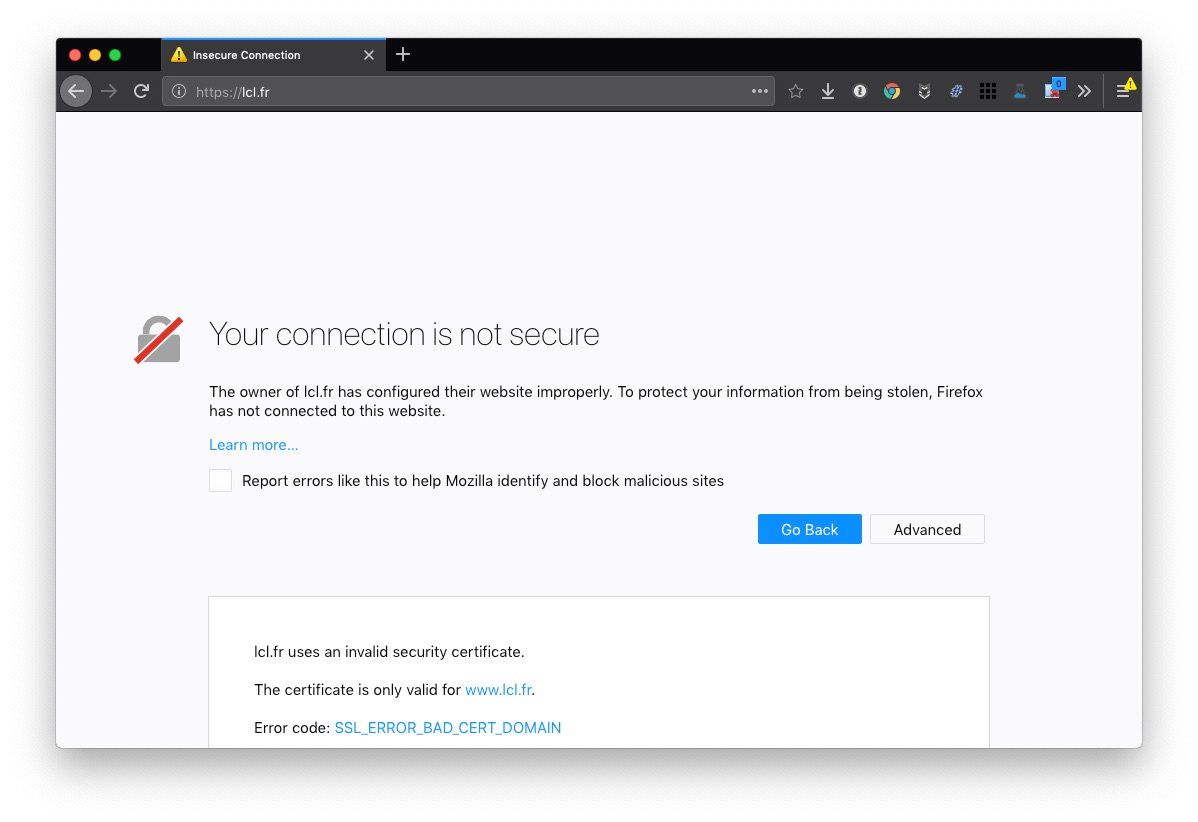 Insecure Connection
https://lcl.fr
0
Your connection is not secure
The owner of lcl.fr has configured their website improperly. To protect your information from being stolen, Firefox
has not connected to this website.
Learn more...
Report errors like this to help Mozilla identify and block malicious sites
Go Back
Advanced
lcl.fr uses an invalid security certificate.
The certificate is only valid for www.lcl.fr.
Error code: SSL_ERROR_BAD_CERT_DOMAIN